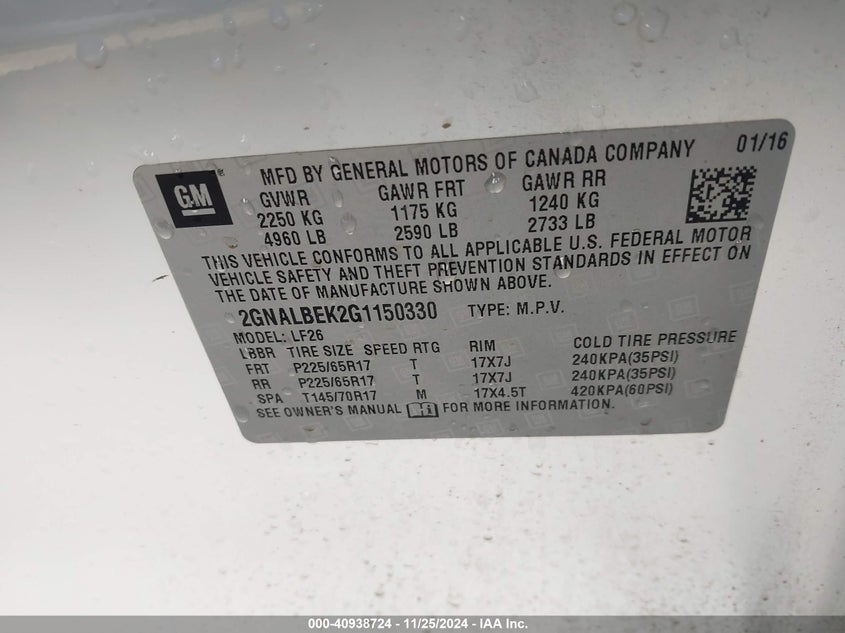 GM
MFD BY GENERAL MOTORS OF CANADA COMPANY 01/16
GVWR GAWR FRT GAWR RR
2250 KG 1175 KG 1240 KG
4960 LB 2590 LB 2733 LB
THIS VEHICLE CONFORMS TO ALL APPLICABLE U.S. FEDERAL MOTOR
VEHICLE SAFETY AND THEFT PREVENTION STANDARDS IN EFFECT ON
THE DATE OF MANUFACTURE SHOWN ABOVE.
2GNALBEK2G1150330 TYPE: M.P.V.
MODEL: LF26
L8BR TIRE SIZE SPEED RTG RIM COLD TIRE PRESSURE
FRT P225/65R17 T 17X7J 240KPA(35PSI)
RR P225/65R17 T 17X7J 240KPA(35PSI)
SPA T145/70R17 M 17X4.5T 420KPA(60PSI)
SEE OWNER'S MANUAL FOR MORE INFORMATION.
000-40938724 - 11/25/2024 - IAA Inc.